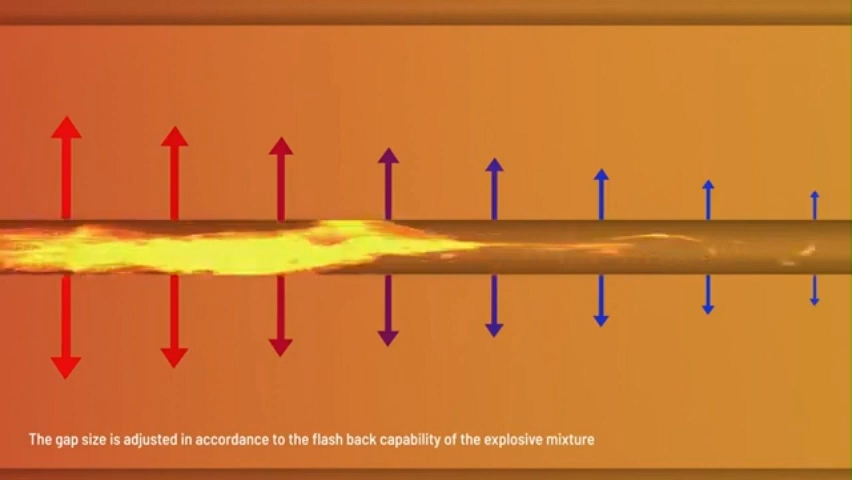 The gap size is adjusted in accordance to the flash back capability of the explosive mixture